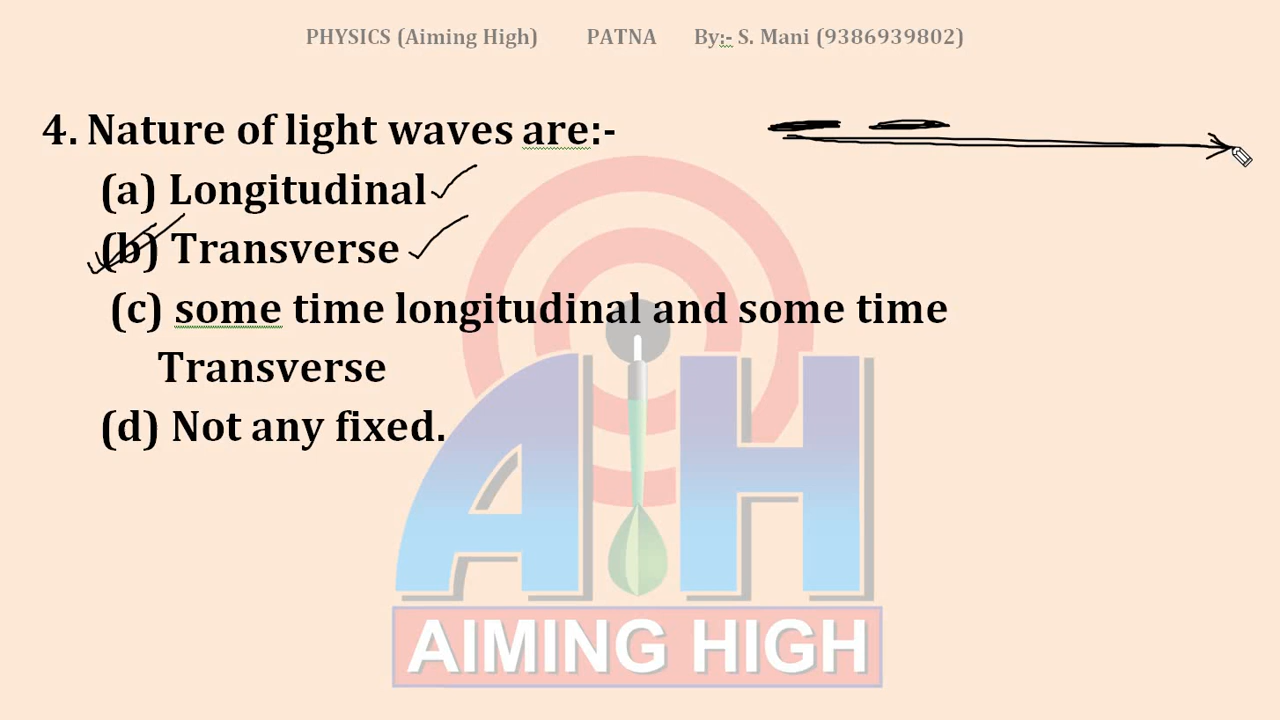 PHYSICS (Aiming High) PATNA By:- S. Mani (9386939802)
4. Nature of light waves are:-
(a) Longitudinal
(b) Transverse
(c) some time longitudinal and some time
Transverse
(d) Not any fixed.
AH
AIMING HIGH